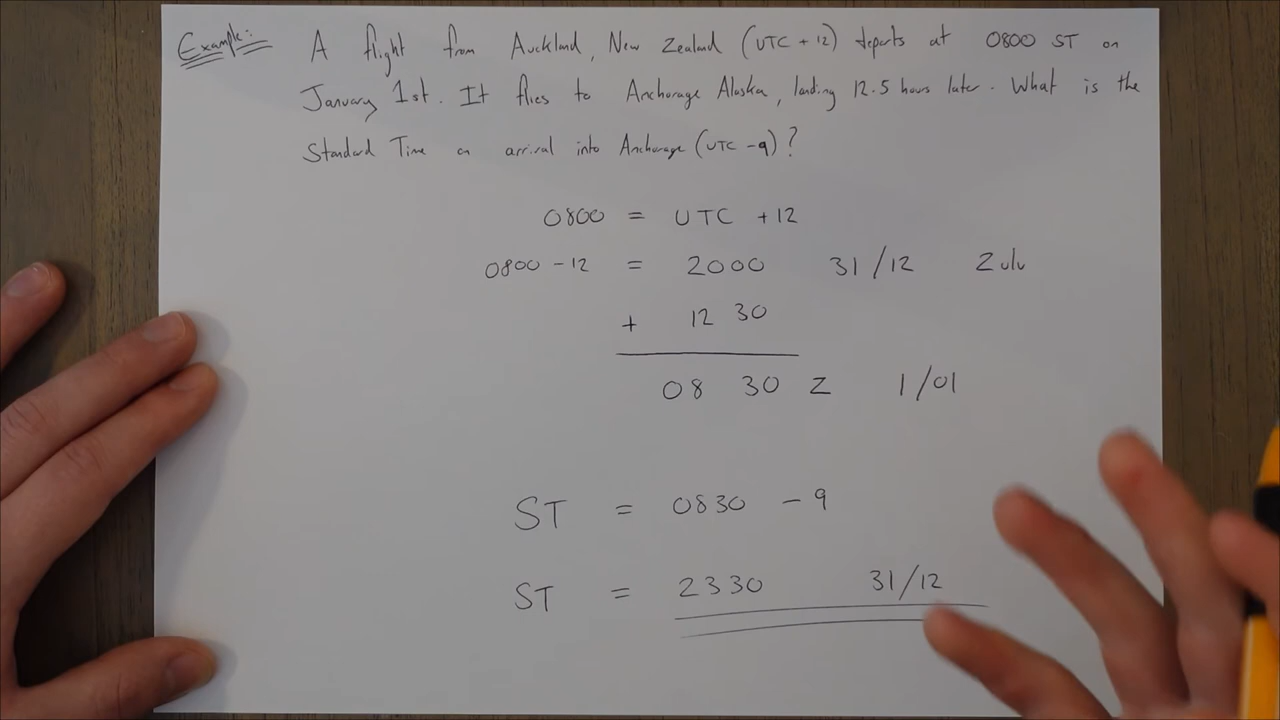 Example: A flight from Auckland, New Zealand (UTC + 12) departs at 0800 ST on
January 1st. It flies to Anchorage Alaska, landing 12.5 hours later. What is the
Standard Time on arrival into Anchorage (UTC -9)?
0800 = UTC +12
0800 -12 = 2000 31/12 Zulu
+ 12 30
08 30 Z 1/01
ST = 0830 - 9
ST = 2330 31/12